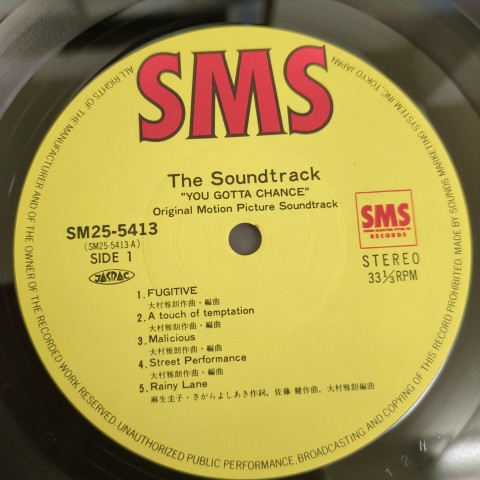 SMS
The Soundtrack
"YOU GOTTA CHANCE"
Original Motion Picture Soundtrack
SM25-5413
(SM25-5413-A)
SIDE 1
JASRAC
SMS
RECORDS
STEREO
33 1/3 RPM
1. FUGITIVE
大村雅朗作曲・編曲
2. A touch of temptation
大村雅朗作曲・編曲
3. Malicious
大村雅朗作曲・編曲
4. Street Performance
大村雅朗作曲・編曲
5. Rainy Lane
麻生圭子・さがらよしあき作詞, 佐藤 健作曲, 大村雅朗編曲
ALL RIGHTS OF THE MANUFACTURER AND OF THE OWNER OF THE RECORDED WORK RESERVED. UNAUTHORIZED PUBLIC PERFORMANCE, BROADCASTING AND COPYING OF THIS RECORD PROHIBITED. MADE BY SOUNDS MARKETING SYSTEM, INC. TOKYO JAPAN